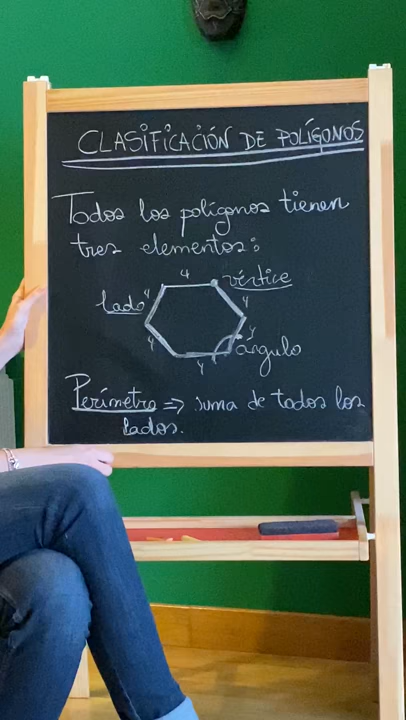 CLASIFICACIÓN DE POLÍGONOS
Todos los polígonos tienen
tres elementos:
4
vértice
lado 4
4
4
4
4
ángulo
Perímetro => suma de todos los
lados.